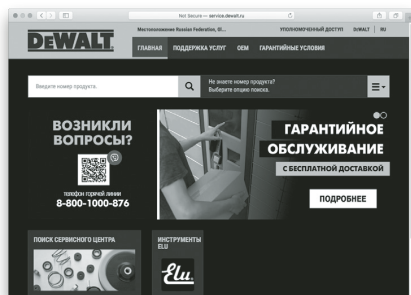 Not Secure — service.dewalt.ru
DEWALT
Местоположение Russian Federation, St...
УПОЛНОМОЧЕННЫЙ ДОСТУП DeWALT RU
ГЛАВНАЯ ПОДДЕРЖКА УСЛУГ OEM ГАРАНТИЙНЫЕ УСЛОВИЯ
Введите номер продукта.
Не знаете номер продукта?
Выберите опцию поиска.
ВОЗНИКЛИ
ВОПРОСЫ?
телефон горячей линии
8-800-1000-876
ГАРАНТИЙНОЕ
ОБСЛУЖИВАНИЕ
С БЕСПЛАТНОЙ ДОСТАВКОЙ
ПОДРОБНЕЕ
ПОИСК СЕРВИСНОГО ЦЕНТРА
ИНСТРУМЕНТЫ
ELU
Elu